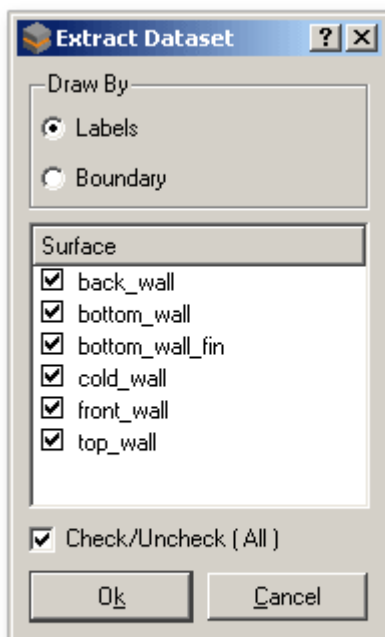 Extract Dataset
Draw By
Labels
Boundary
Surface
back_wall
bottom_wall
bottom_wall_fin
cold_wall
front_wall
top_wall
Check/Uncheck ( All )
Ok
Cancel